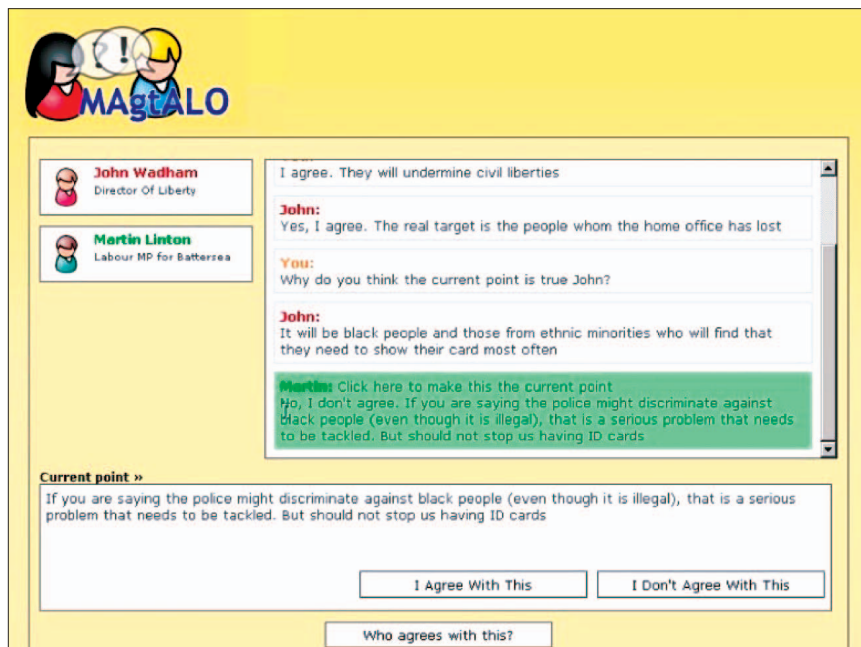 ?!
MAgtALO
John Wadham
Director Of Liberty
Martin Linton
Labour MP for Battersea
You:
I agree. They will undermine civil liberties
John:
Yes, I agree. The real target is the people whom the home office has lost
You:
Why do you think the current point is true John?
John:
It will be black people and those from ethnic minorities who will find that
they need to show their card most often
Martin: Click here to make this the current point
No, I don't agree. If you are saying the police might discriminate against
black people (even though it is illegal), that is a serious problem that needs
to be tackled. But should not stop us having ID cards
Current point »
If you are saying the police might discriminate against black people (even though it is illegal), that is a serious
problem that needs to be tackled. But should not stop us having ID cards
I Agree With This
I Don't Agree With This
Who agrees with this?